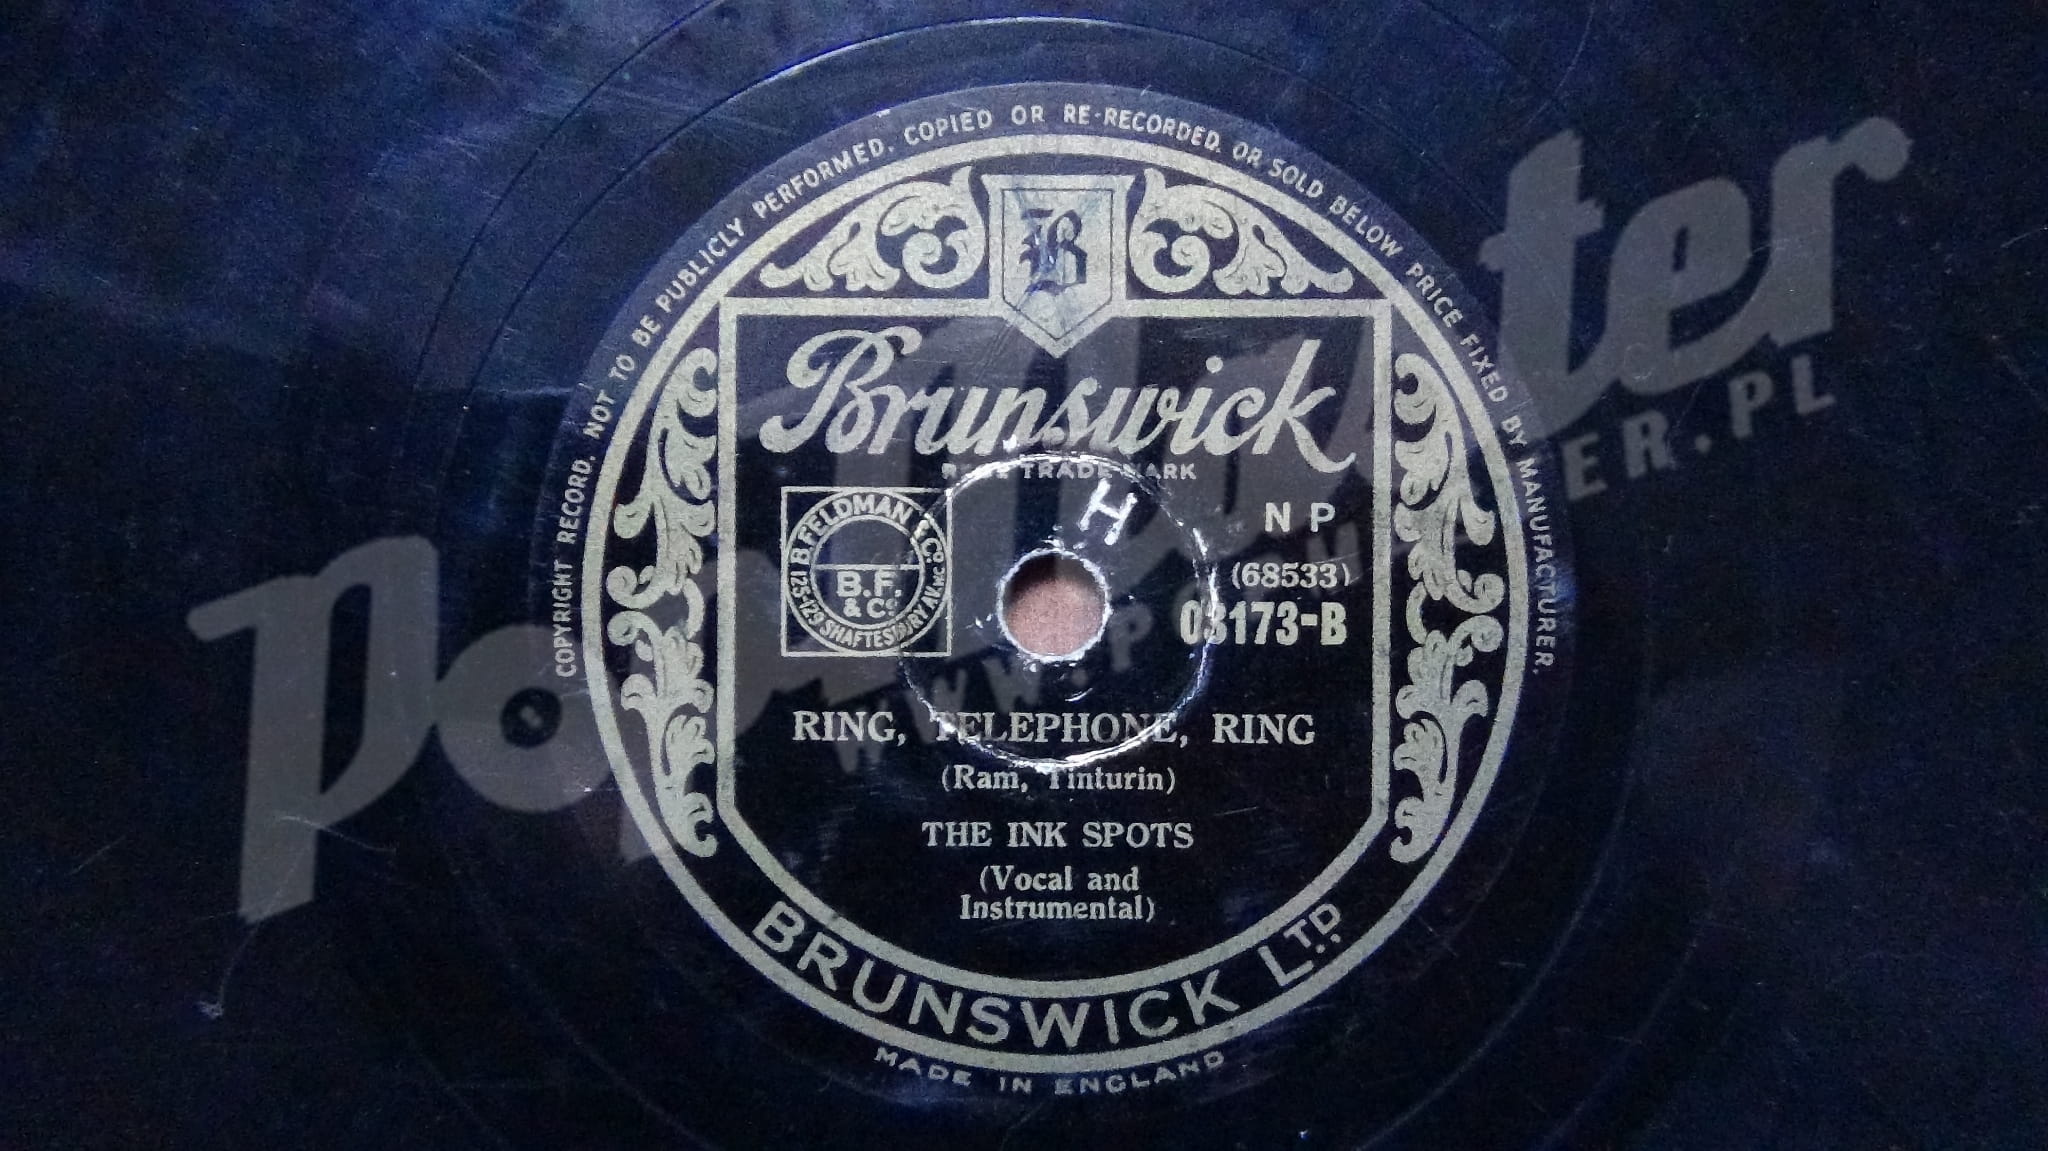 COPYRIGHT RECORD. NOT TO BE PUBLICLY PERFORMED. COPIED OR RE-RECORDED. OR SOLD BELOW PRICE FIXED BY MANUFACTURER.
B
Brunswick
TRADE MARK
H
N P
B. FELDMAN & Co.
125-129 SHAFTESBURY AV.
B.F.
& Co.
(68533)
03173-B
RING, TELEPHONE, RING
(Ram, Tinturin)
THE INK SPOTS
(Vocal and
Instrumental)
BRUNSWICK LTD.
MADE IN ENGLAND